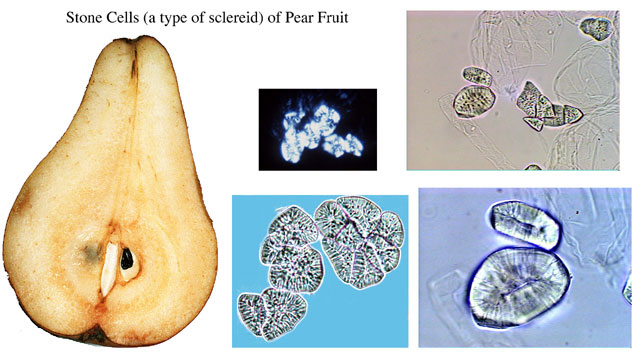 Stone Cells (a type of sclereid) of Pear Fruit